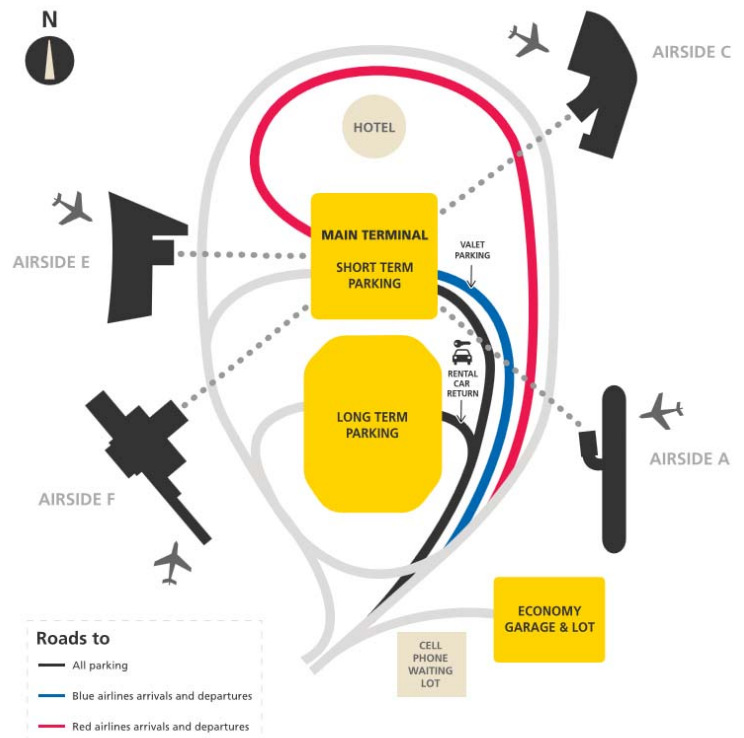 N
AIRSIDE C
HOTEL
MAIN TERMINAL
VALET
PARKING
AIRSIDE E
SHORT TERM
PARKING
RENTAL
CAR
RETURN
LONG TERM
PARKING
AIRSIDE A
AIRSIDE F
ECONOMY
GARAGE & LOT
CELL
PHONE
WAITING
LOT
Roads to
All parking
Blue airlines arrivals and departures
Red airlines arrivals and departures